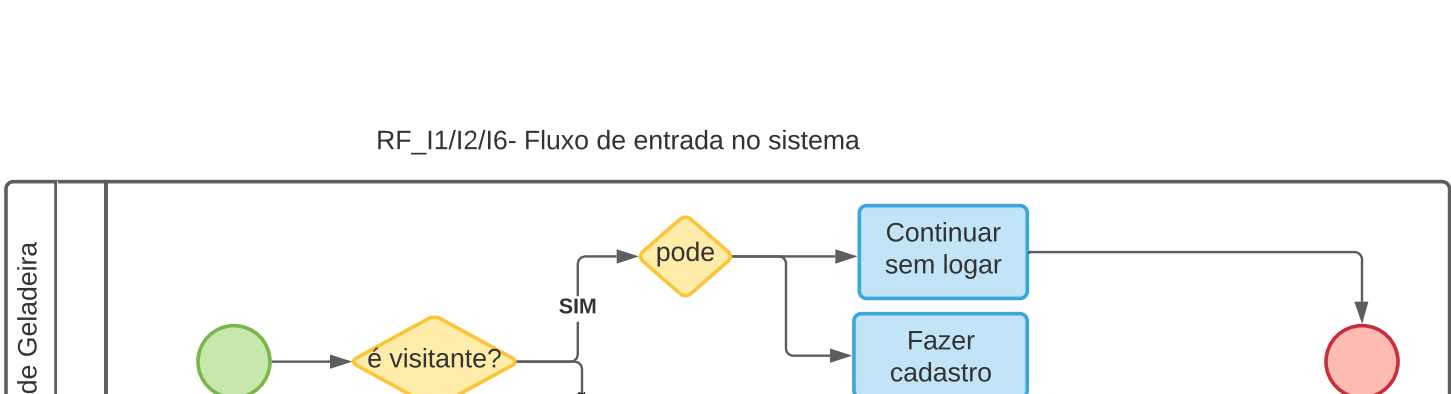 RF_I1/I2/I6- Fluxo de entrada no sistema
de Geladeira
pode
Continuar
sem logar
SIM
é visitante?
Fazer
cadastro